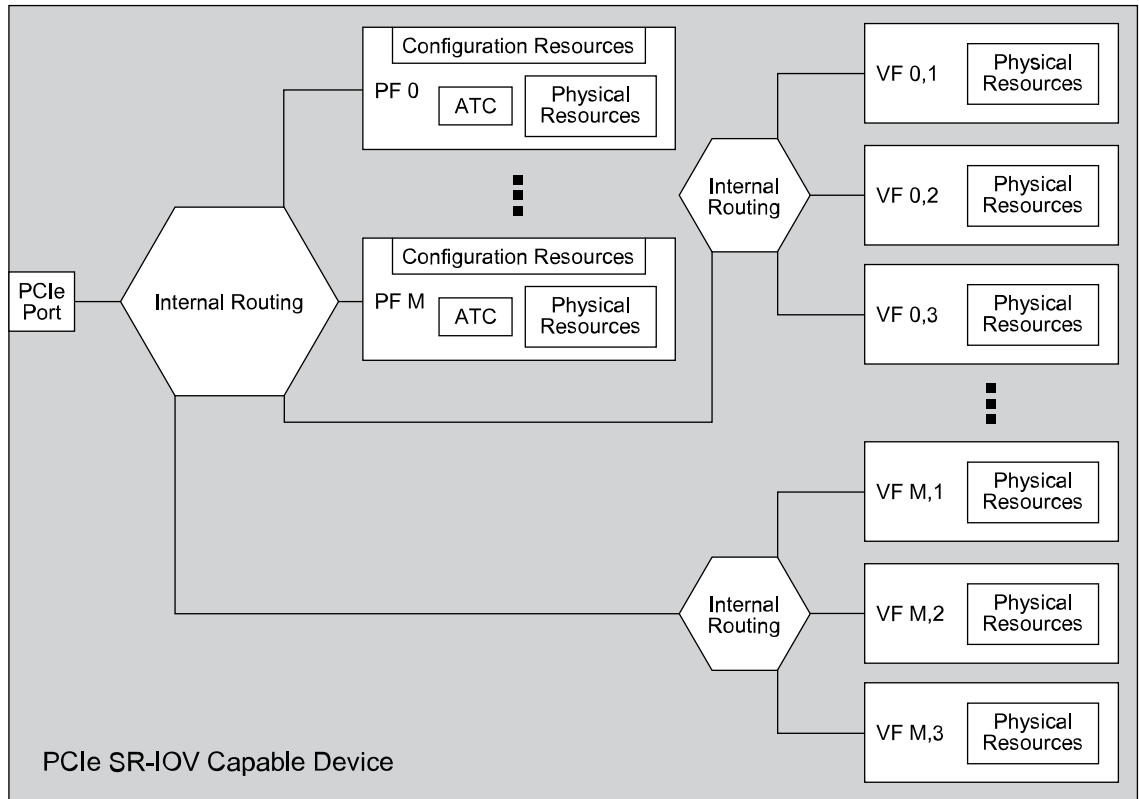 Configuration Resources
PF 0
ATC
Physical
Resources
Configuration Resources
PF M
ATC
Physical
Resources
PCIe
Port
Internal Routing
Internal
Routing
VF 0,1
Physical
Resources
VF 0,2
Physical
Resources
VF 0,3
Physical
Resources
Internal
Routing
VF M,1
Physical
Resources
VF M,2
Physical
Resources
VF M,3
Physical
Resources
PCIe SR-IOV Capable Device